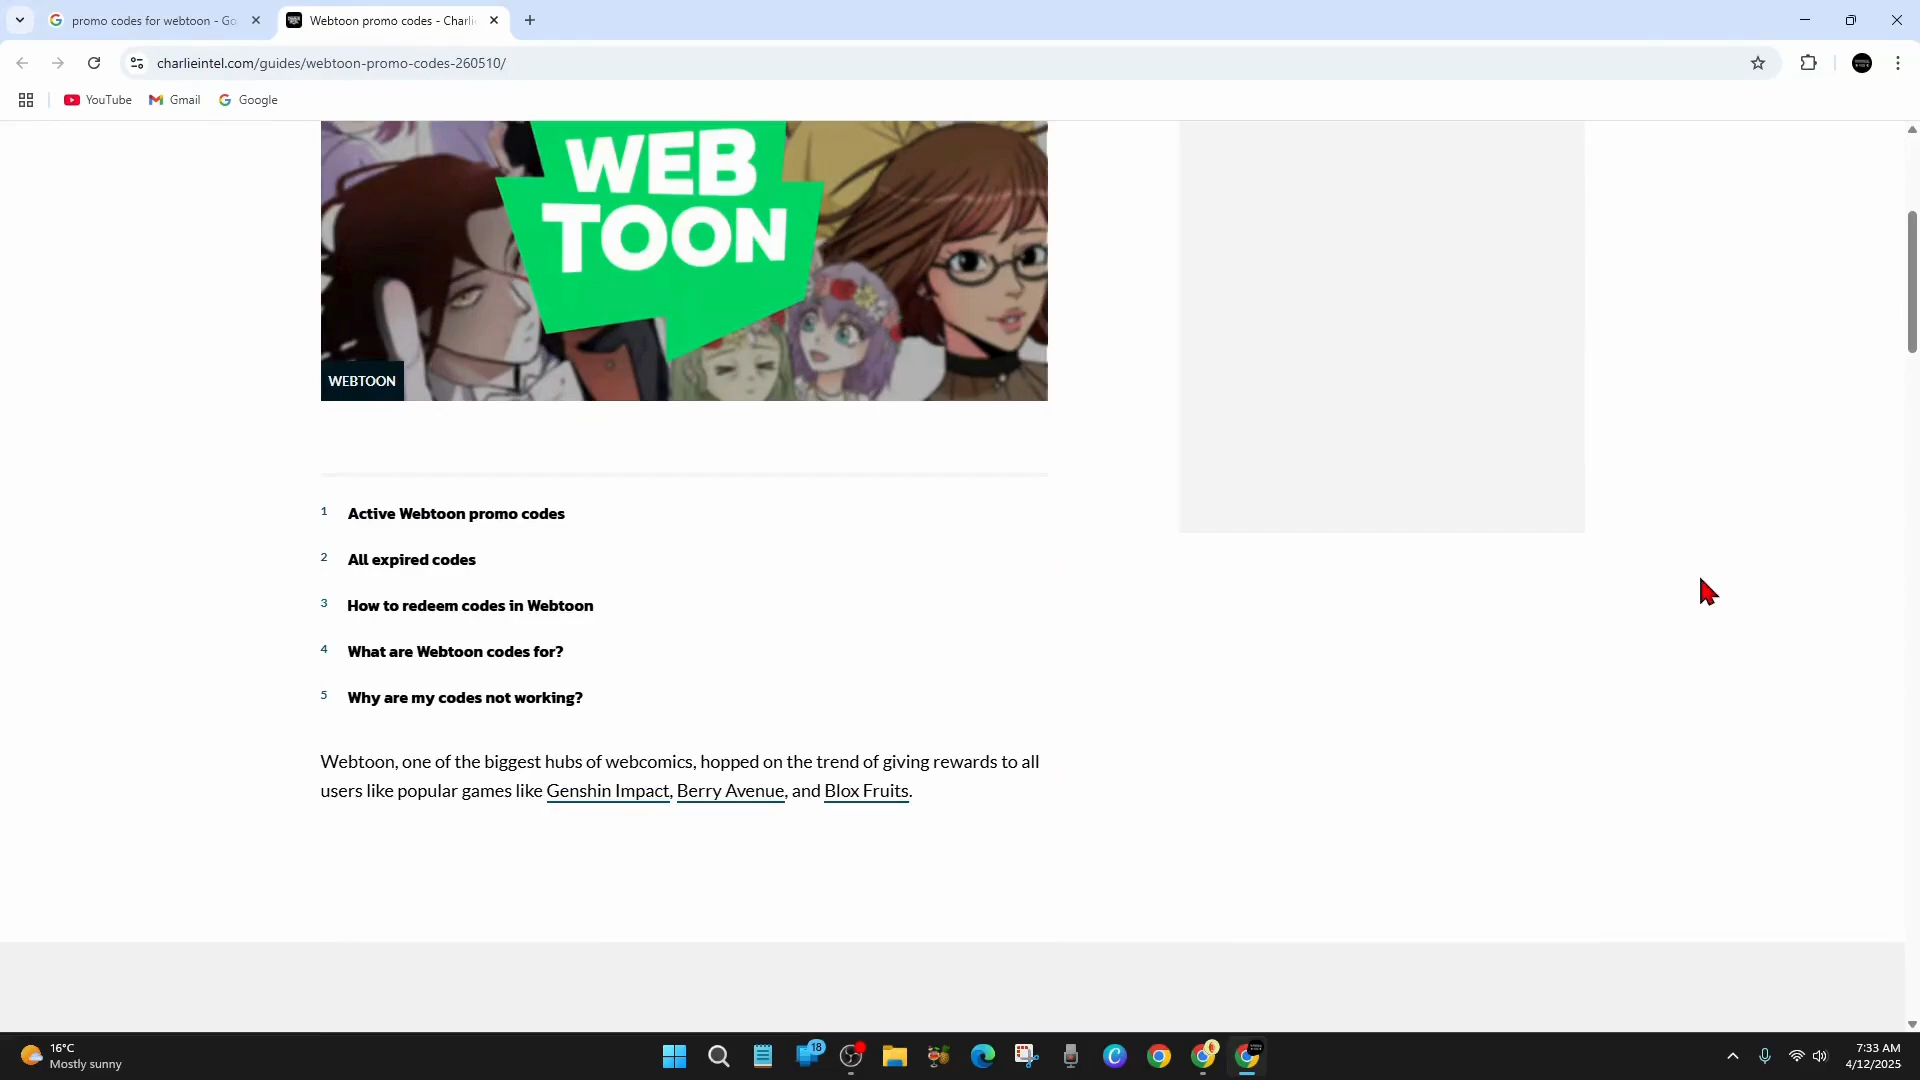 promo codes for webtoon - Go
Webtoon promo codes - Charli
charlieintel.com/guides/webtoon-promo-codes-260510/
YouTube
Gmail
Google
WEB
TOON
WEBTOON
1 Active Webtoon promo codes
2 All expired codes
3 How to redeem codes in Webtoon
4 What are Webtoon codes for?
5 Why are my codes not working?
Webtoon, one of the biggest hubs of webcomics, hopped on the trend of giving rewards to all
users like popular games like Genshin Impact, Berry Avenue, and Blox Fruits.
16°C
Mostly sunny
18
7:33 AM
4/12/2025